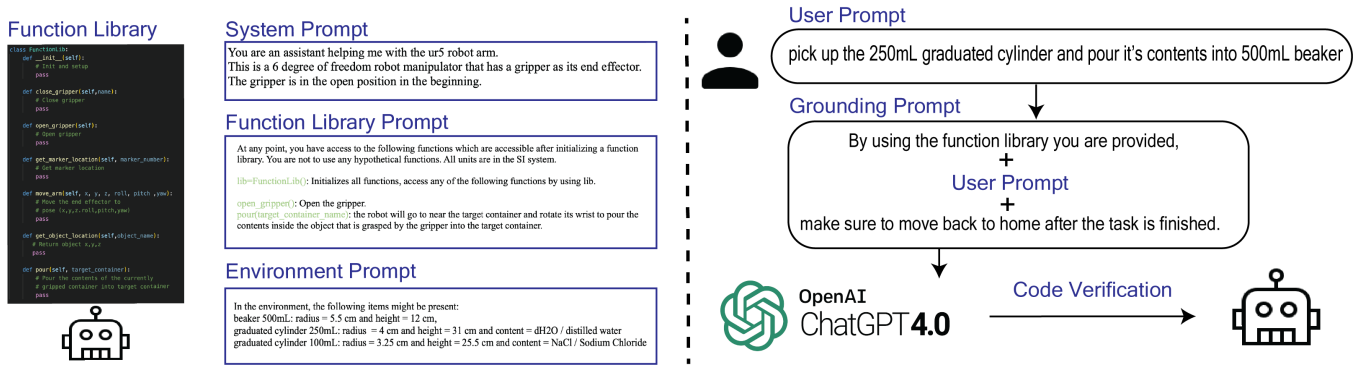 Function Library
class FunctionLib:
def __init__(self):
# Init and setup
pass
def close_gripper(self,name):
# Close gripper
pass
def open_gripper(self):
# Open gripper
pass
def get_marker_location(self, marker_number):
# Get marker location
pass
def move_arm(self, x, y, z, roll, pitch ,yaw):
# Move the end effector to
# pose (x,y,z.roll,pitch,yaw)
pass
def get_object_location(self,object_name):
# Return object x,y,z
pass
def pour(self, target_container):
# Pour the contents of the currently
# gripped container into target container
pass
System Prompt
You are an assistant helping me with the ur5 robot arm.
This is a 6 degree of freedom robot manipulator that has a gripper as its end effector.
The gripper is in the open position in the beginning.
Function Library Prompt
At any point, you have access to the following functions which are accessible after initializing a function
library. You are not to use any hypothetical functions. All units are in the SI system.
lib=FunctionLib(): Initializes all functions, access any of the following functions by using lib.
open_gripper(): Open the gripper.
pour(target_container_name): the robot will go to near the target container and rotate its wrist to pour the
contents inside the object that is grasped by the gripper into the target container.
Environment Prompt
In the environment, the following items might be present:
beaker 500mL: radius = 5.5 cm and height = 12 cm,
graduated cylinder 250mL: radius = 4 cm and height = 31 cm and content = dH2O / distilled water
graduated cylinder 100mL: radius = 3.25 cm and height = 25.5 cm and content = NaCl / Sodium Chloride
User Prompt
pick up the 250mL graduated cylinder and pour it's contents into 500mL beaker
Grounding Prompt
By using the function library you are provided,
+
User Prompt
+
make sure to move back to home after the task is finished.
OpenAI
ChatGPT4.0
Code Verification